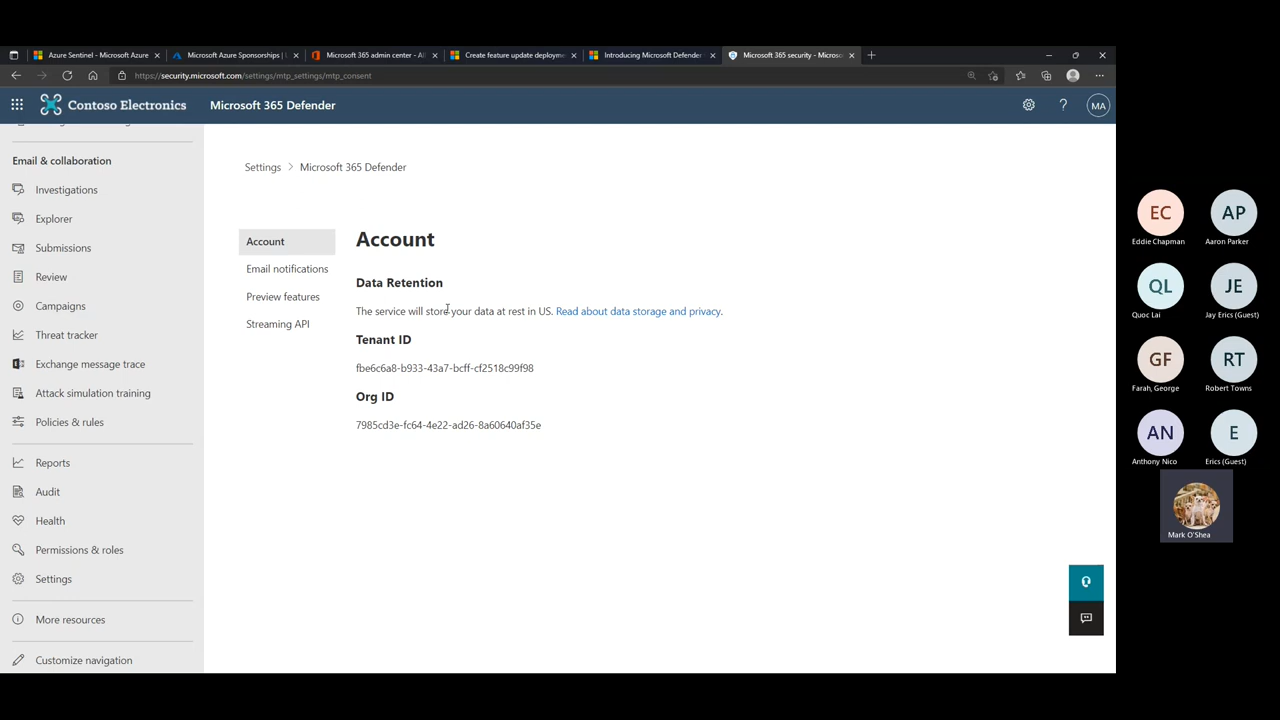 Azure Sentinel - Microsoft Azure
Microsoft Azure Sponsorships |
Microsoft 365 admin center - A
Create feature update deploym
Introducing Microsoft Defender
Microsoft 365 security - Micros
https://security.microsoft.com/settings/mtp_settings/mtp_consent
Contoso Electronics
Microsoft 365 Defender
MA
Email & collaboration
Investigations
Explorer
Submissions
Review
Campaigns
Threat tracker
Exchange message trace
Attack simulation training
Policies & rules
Reports
Audit
Health
Permissions & roles
Settings
More resources
Customize navigation
Settings > Microsoft 365 Defender
Account
Email notifications
Preview features
Streaming API
Account
Data Retention
The service will store your data at rest in US. Read about data storage and privacy.
Tenant ID
fbe6c6a8-b933-43a7-bcff-cf2518c99f98
Org ID
7985cd3e-fc64-4e22-ad26-8a60640af35e
EC
Eddie Chapman
AP
Aaron Parker
QL
Quoc Lai
JE
Jay Erics (Guest)
GF
Farah, George
RT
Robert Towns
AN
Anthony Nico
E
Erics (Guest)
Mark O'Shea